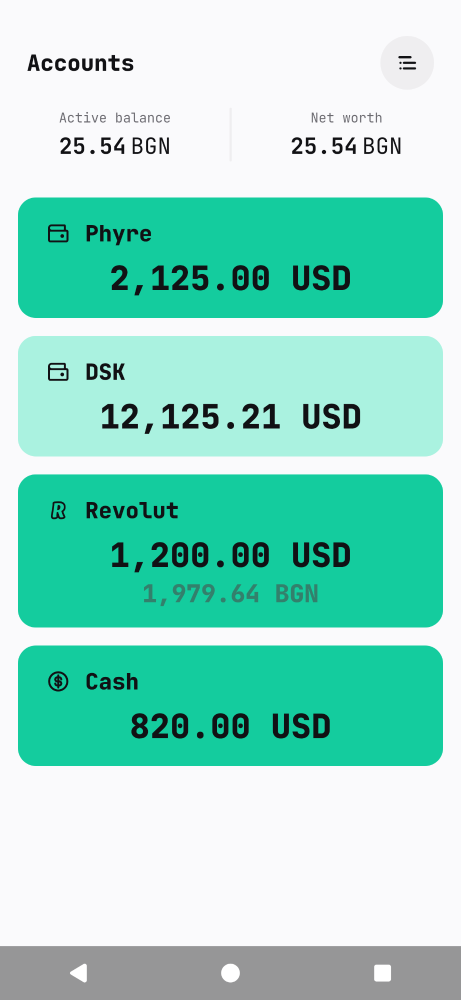 Accounts
Active balance
25.54 BGN
Net worth
25.54 BGN
Phyre
2,125.00 USD
DSK
12,125.21 USD
Revolut
1,200.00 USD
1,979.64 BGN
Cash
820.00 USD